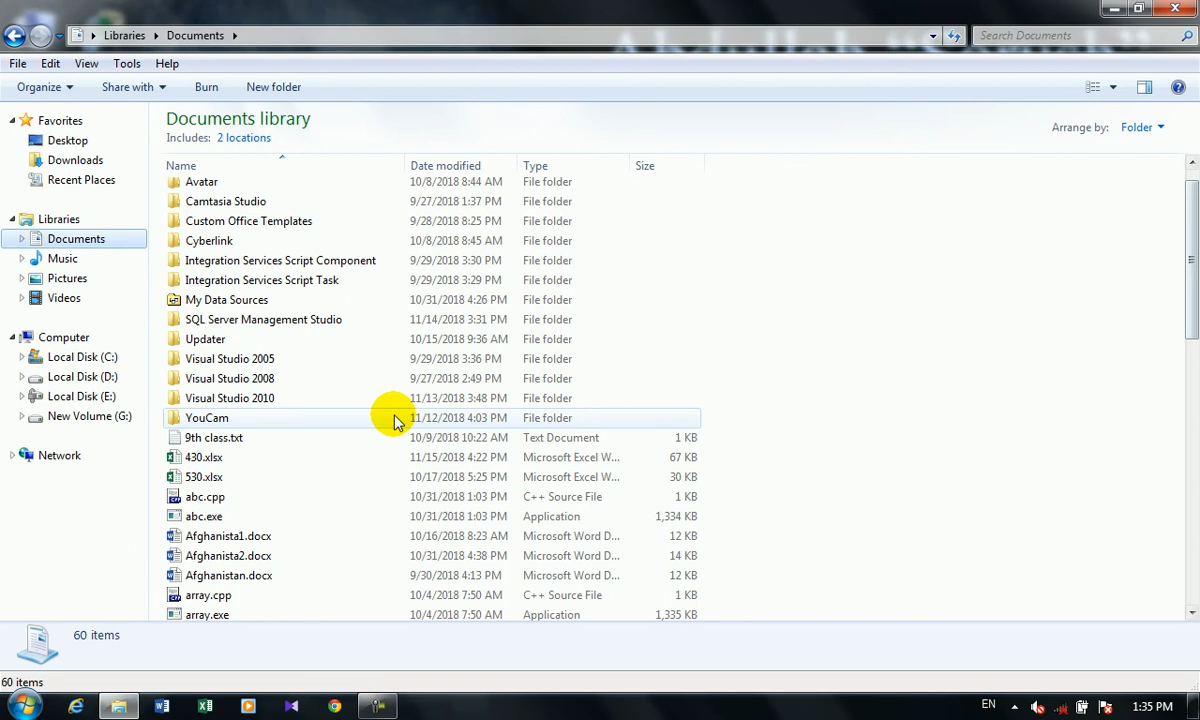 Libraries Documents
Search Documents
File Edit View Tools Help
Organize Share with Burn New folder
Documents library
Includes: 2 locations
Arrange by: Folder
Favorites
Desktop
Downloads
Recent Places
Libraries
Documents
Music
Pictures
Videos
Computer
Local Disk (C:)
Local Disk (D:)
Local Disk (E:)
New Volume (G:)
Network
Name Date modified Type Size
Avatar 10/8/2018 8:44 AM File folder
Camtasia Studio 9/27/2018 1:37 PM File folder
Custom Office Templates 9/28/2018 8:25 PM File folder
Cyberlink 10/8/2018 8:45 AM File folder
Integration Services Script Component 9/29/2018 3:30 PM File folder
Integration Services Script Task 9/29/2018 3:29 PM File folder
My Data Sources 10/31/2018 4:26 PM File folder
SQL Server Management Studio 11/14/2018 3:31 PM File folder
Updater 10/15/2018 9:36 AM File folder
Visual Studio 2005 9/29/2018 3:36 PM File folder
Visual Studio 2008 9/27/2018 2:49 PM File folder
Visual Studio 2010 11/13/2018 3:48 PM File folder
YouCam 11/12/2018 4:03 PM File folder
9th class.txt 10/9/2018 10:22 AM Text Document 1 KB
430.xlsx 11/15/2018 4:22 PM Microsoft Excel W... 67 KB
530.xlsx 10/17/2018 5:25 PM Microsoft Excel W... 30 KB
abc.cpp 10/31/2018 1:03 PM C++ Source File 1 KB
abc.exe 10/31/2018 1:03 PM Application 1,334 KB
Afghanista1.docx 10/16/2018 8:23 AM Microsoft Word D... 12 KB
Afghanista2.docx 10/31/2018 4:38 PM Microsoft Word D... 14 KB
Afghanistan.docx 9/30/2018 4:13 PM Microsoft Word D... 12 KB
array.cpp 10/4/2018 7:50 AM C++ Source File 1 KB
array.exe 10/4/2018 7:50 AM Application 1,335 KB
60 items
60 items
EN 1:35 PM